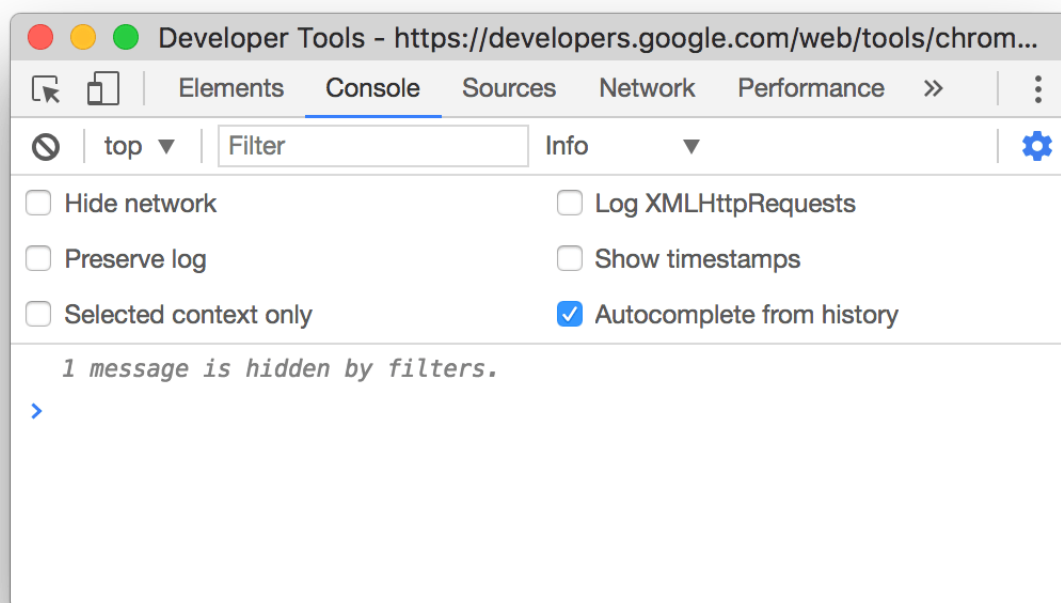 Developer Tools - https://developers.google.com/web/tools/chrom...
Elements Console Sources Network Performance »
top ▼ Filter Info ▼
Hide network Log XMLHttpRequests
Preserve log Show timestamps
Selected context only Autocomplete from history
1 message is hidden by filters.
>